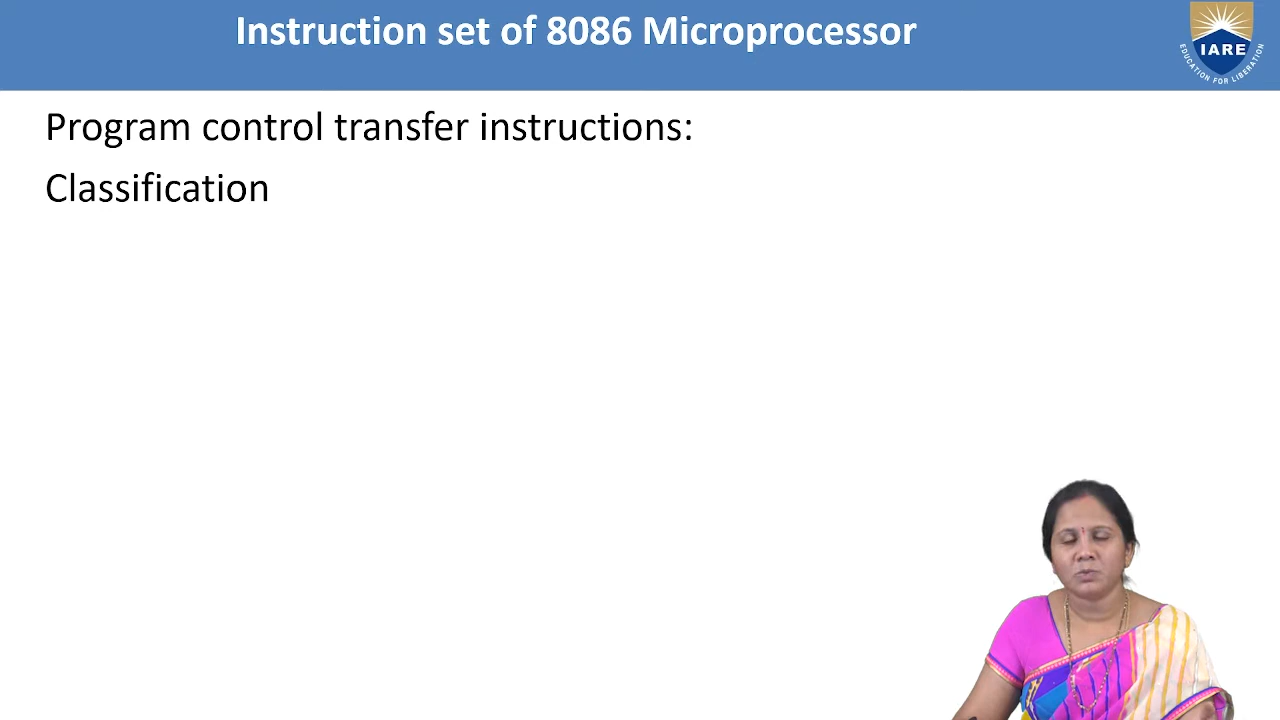 Instruction set of 8086 Microprocessor
IARE
EDUCATION FOR LIBERATION
Program control transfer instructions:
Classification